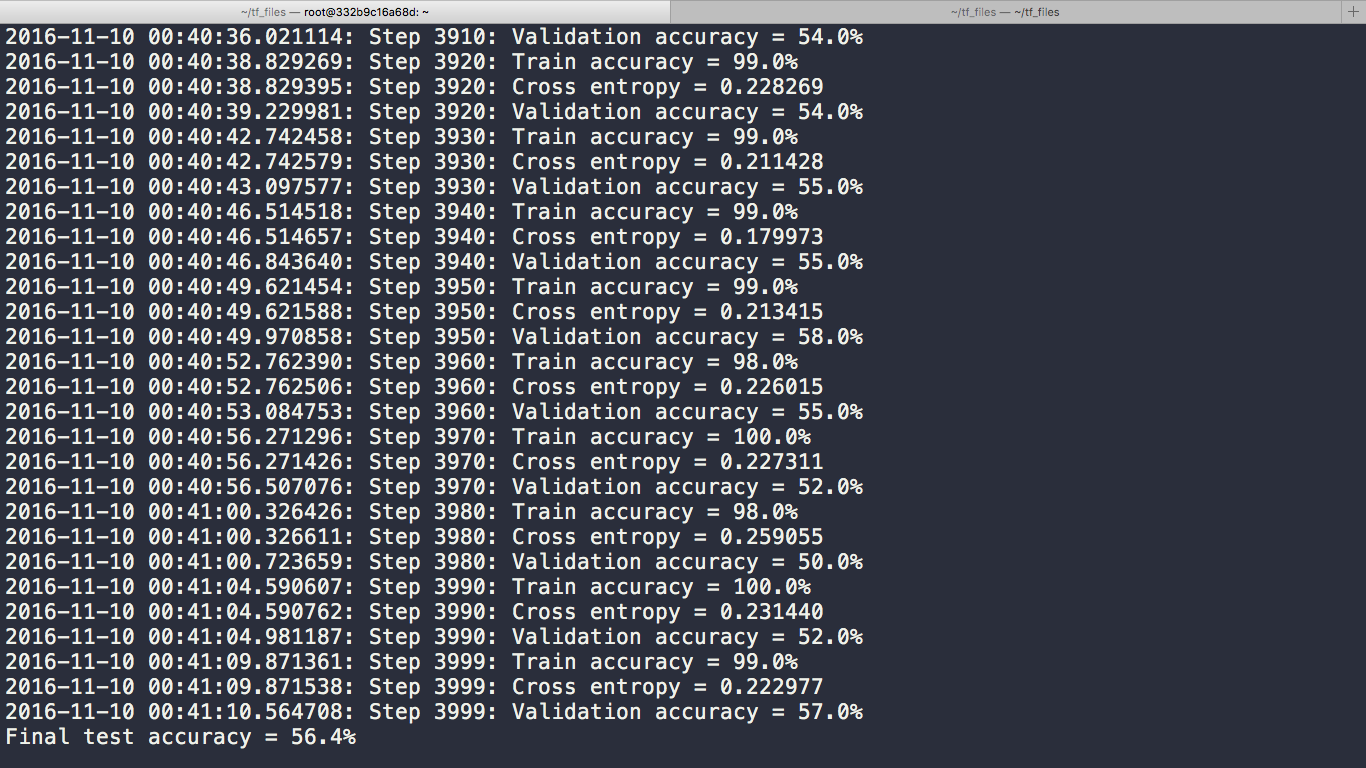 ~/tf_files — root@332b9c16a68d: ~
~/tf_files — ~/tf_files
+
2016-11-10 00:40:36.021114: Step 3910: Validation accuracy = 54.0%
2016-11-10 00:40:38.829269: Step 3920: Train accuracy = 99.0%
2016-11-10 00:40:38.829395: Step 3920: Cross entropy = 0.228269
2016-11-10 00:40:39.229981: Step 3920: Validation accuracy = 54.0%
2016-11-10 00:40:42.742458: Step 3930: Train accuracy = 99.0%
2016-11-10 00:40:42.742579: Step 3930: Cross entropy = 0.211428
2016-11-10 00:40:43.097577: Step 3930: Validation accuracy = 55.0%
2016-11-10 00:40:46.514518: Step 3940: Train accuracy = 99.0%
2016-11-10 00:40:46.514657: Step 3940: Cross entropy = 0.179973
2016-11-10 00:40:46.843640: Step 3940: Validation accuracy = 55.0%
2016-11-10 00:40:49.621454: Step 3950: Train accuracy = 99.0%
2016-11-10 00:40:49.621588: Step 3950: Cross entropy = 0.213415
2016-11-10 00:40:49.970858: Step 3950: Validation accuracy = 58.0%
2016-11-10 00:40:52.762390: Step 3960: Train accuracy = 98.0%
2016-11-10 00:40:52.762506: Step 3960: Cross entropy = 0.226015
2016-11-10 00:40:53.084753: Step 3960: Validation accuracy = 55.0%
2016-11-10 00:40:56.271296: Step 3970: Train accuracy = 100.0%
2016-11-10 00:40:56.271426: Step 3970: Cross entropy = 0.227311
2016-11-10 00:40:56.507076: Step 3970: Validation accuracy = 52.0%
2016-11-10 00:41:00.326426: Step 3980: Train accuracy = 98.0%
2016-11-10 00:41:00.326611: Step 3980: Cross entropy = 0.259055
2016-11-10 00:41:00.723659: Step 3980: Validation accuracy = 50.0%
2016-11-10 00:41:04.590607: Step 3990: Train accuracy = 100.0%
2016-11-10 00:41:04.590762: Step 3990: Cross entropy = 0.231440
2016-11-10 00:41:04.981187: Step 3990: Validation accuracy = 52.0%
2016-11-10 00:41:09.871361: Step 3999: Train accuracy = 99.0%
2016-11-10 00:41:09.871538: Step 3999: Cross entropy = 0.222977
2016-11-10 00:41:10.564708: Step 3999: Validation accuracy = 57.0%
Final test accuracy = 56.4%